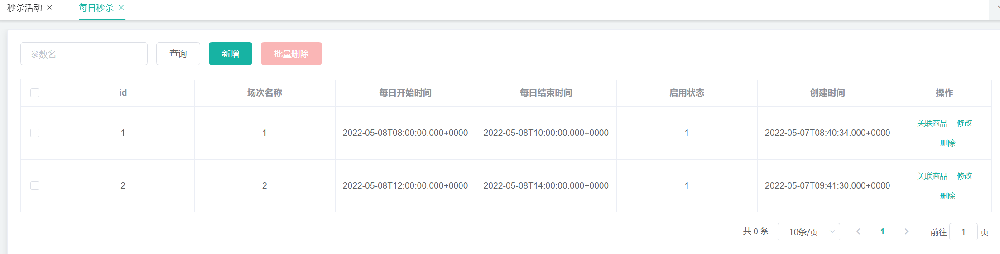 秒杀活动 × 每日秒杀 ×
参数名 查询 新增 批量删除
id 场次名称 每日开始时间 每日结束时间 启用状态 创建时间 操作
1 1 2022-05-08T08:00:00.000+0000 2022-05-08T10:00:00.000+0000 1 2022-05-07T08:40:34.000+0000 关联商品 修改
删除
2 2 2022-05-08T12:00:00.000+0000 2022-05-08T14:00:00.000+0000 1 2022-05-07T09:41:30.000+0000 关联商品 修改
删除
共 0 条 10条/页 1 前往 1 页